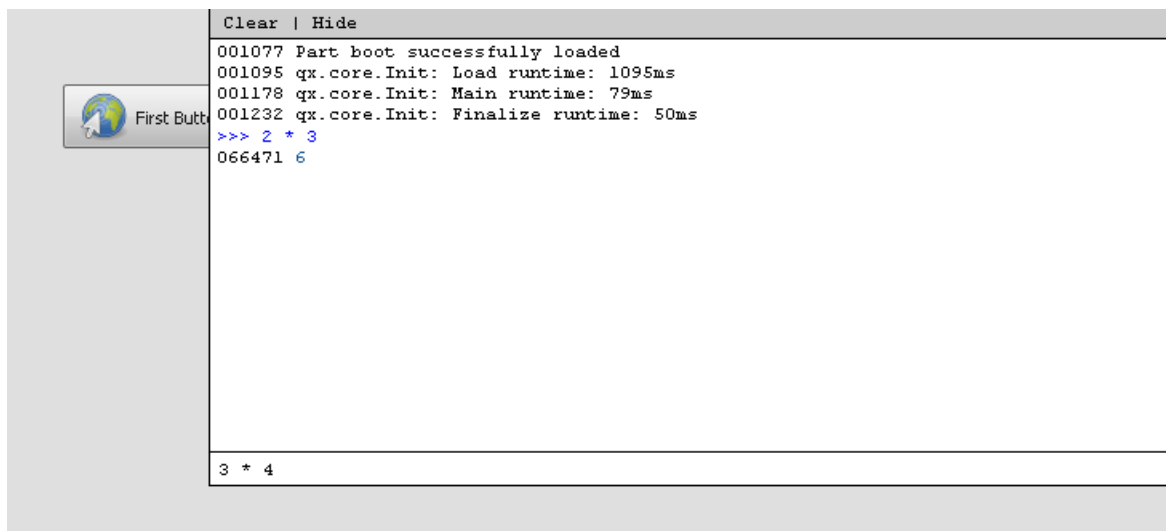 Clear | Hide
001077 Part boot successfully loaded
001095 qx.core.Init: Load runtime: 1095ms
001178 qx.core.Init: Main runtime: 79ms
First Butt
001232 qx.core.Init: Finalize runtime: 50ms
>>> 2 * 3
066471 6
3 * 4